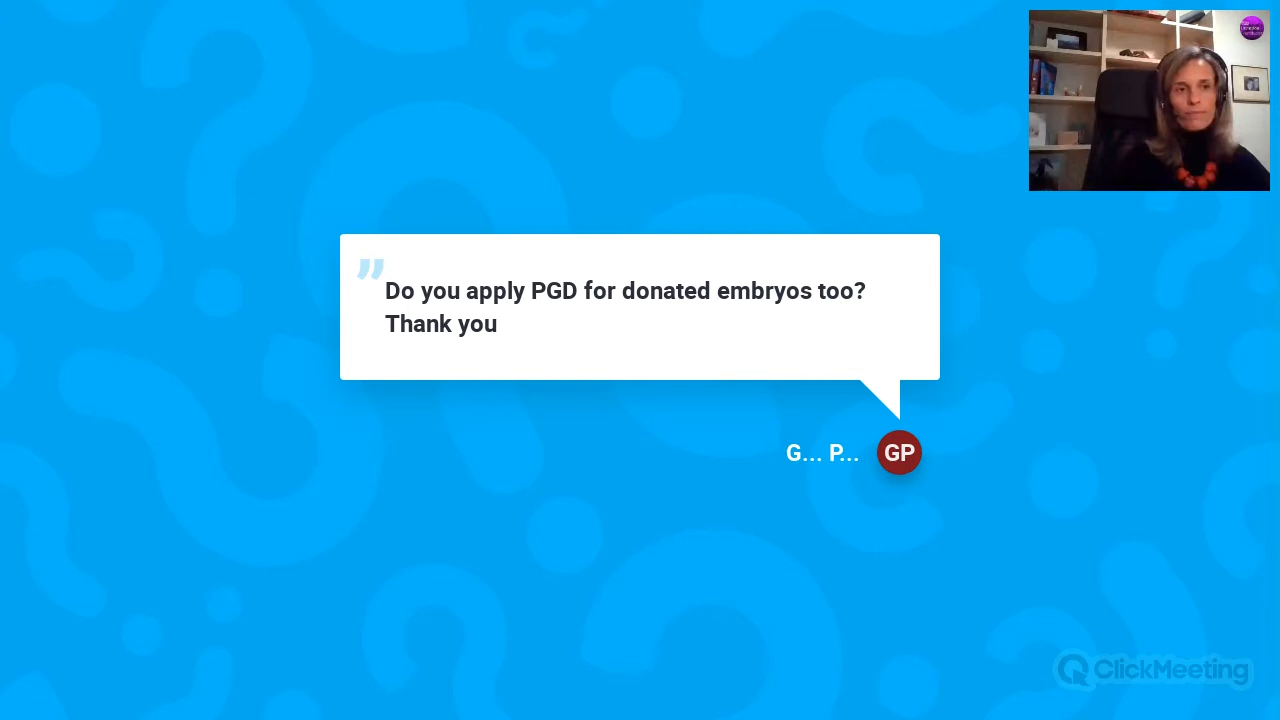 Do you apply PGD for donated embryos too?
Thank you
G... P...
GP
ClickMeeting